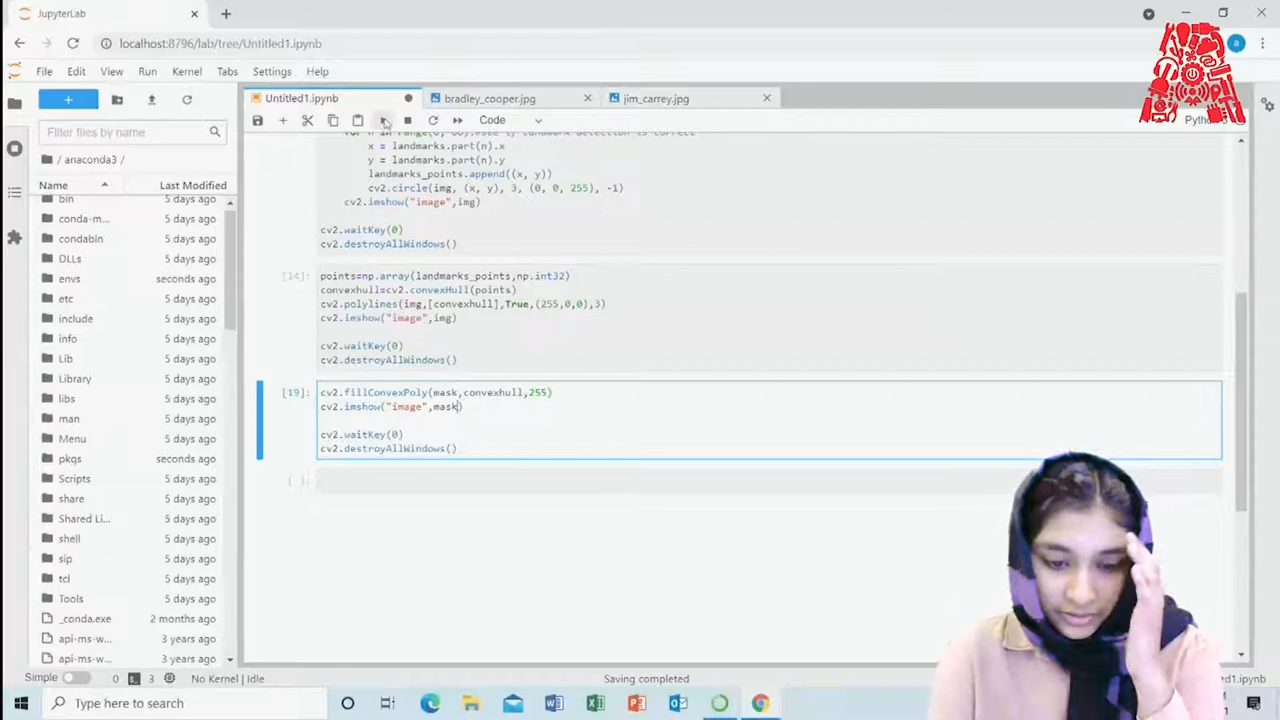 JupyterLab
localhost:8796/lab/tree/Untitled1.ipynb
a
File Edit View Run Kernel Tabs Settings Help
Untitled1.ipynb
bradley_cooper.jpg
jim_carrey.jpg
Code
Filter files by name
/ anaconda3 /
Name Last Modified
bin 5 days ago
conda-m... 5 days ago
condabin 5 days ago
DLLs 5 days ago
envs seconds ago
etc 5 days ago
include 5 days ago
info 5 days ago
Lib 5 days ago
Library 5 days ago
libs 5 days ago
man 5 days ago
Menu 5 days ago
pkgs seconds ago
Scripts 5 days ago
share 5 days ago
Shared Li... 5 days ago
shell 5 days ago
sip 5 days ago
tcl 5 days ago
Tools 5 days ago
_conda.exe 2 months ago
api-ms-w... 3 years ago
api-ms-w... 3 years ago
x = landmarks.part(n).x
y = landmarks.part(n).y
landmarks_points.append((x, y))
cv2.circle(img, (x, y), 3, (0, 0, 255), -1)
cv2.imshow("image",img)
cv2.waitKey(0)
cv2.destroyAllWindows()
[14]: points=np.array(landmarks_points,np.int32)
convexhull=cv2.convexHull(points)
cv2.polylines(img,[convexhull],True,(255,0,0),3)
cv2.imshow("image",img)
cv2.waitKey(0)
cv2.destroyAllWindows()
[19]: cv2.fillConvexPoly(mask,convexhull,255)
cv2.imshow("image",mask)
cv2.waitKey(0)
cv2.destroyAllWindows()
[ ]:
Simple 0 3 No Kernel | Idle Saving completed
Type here to search